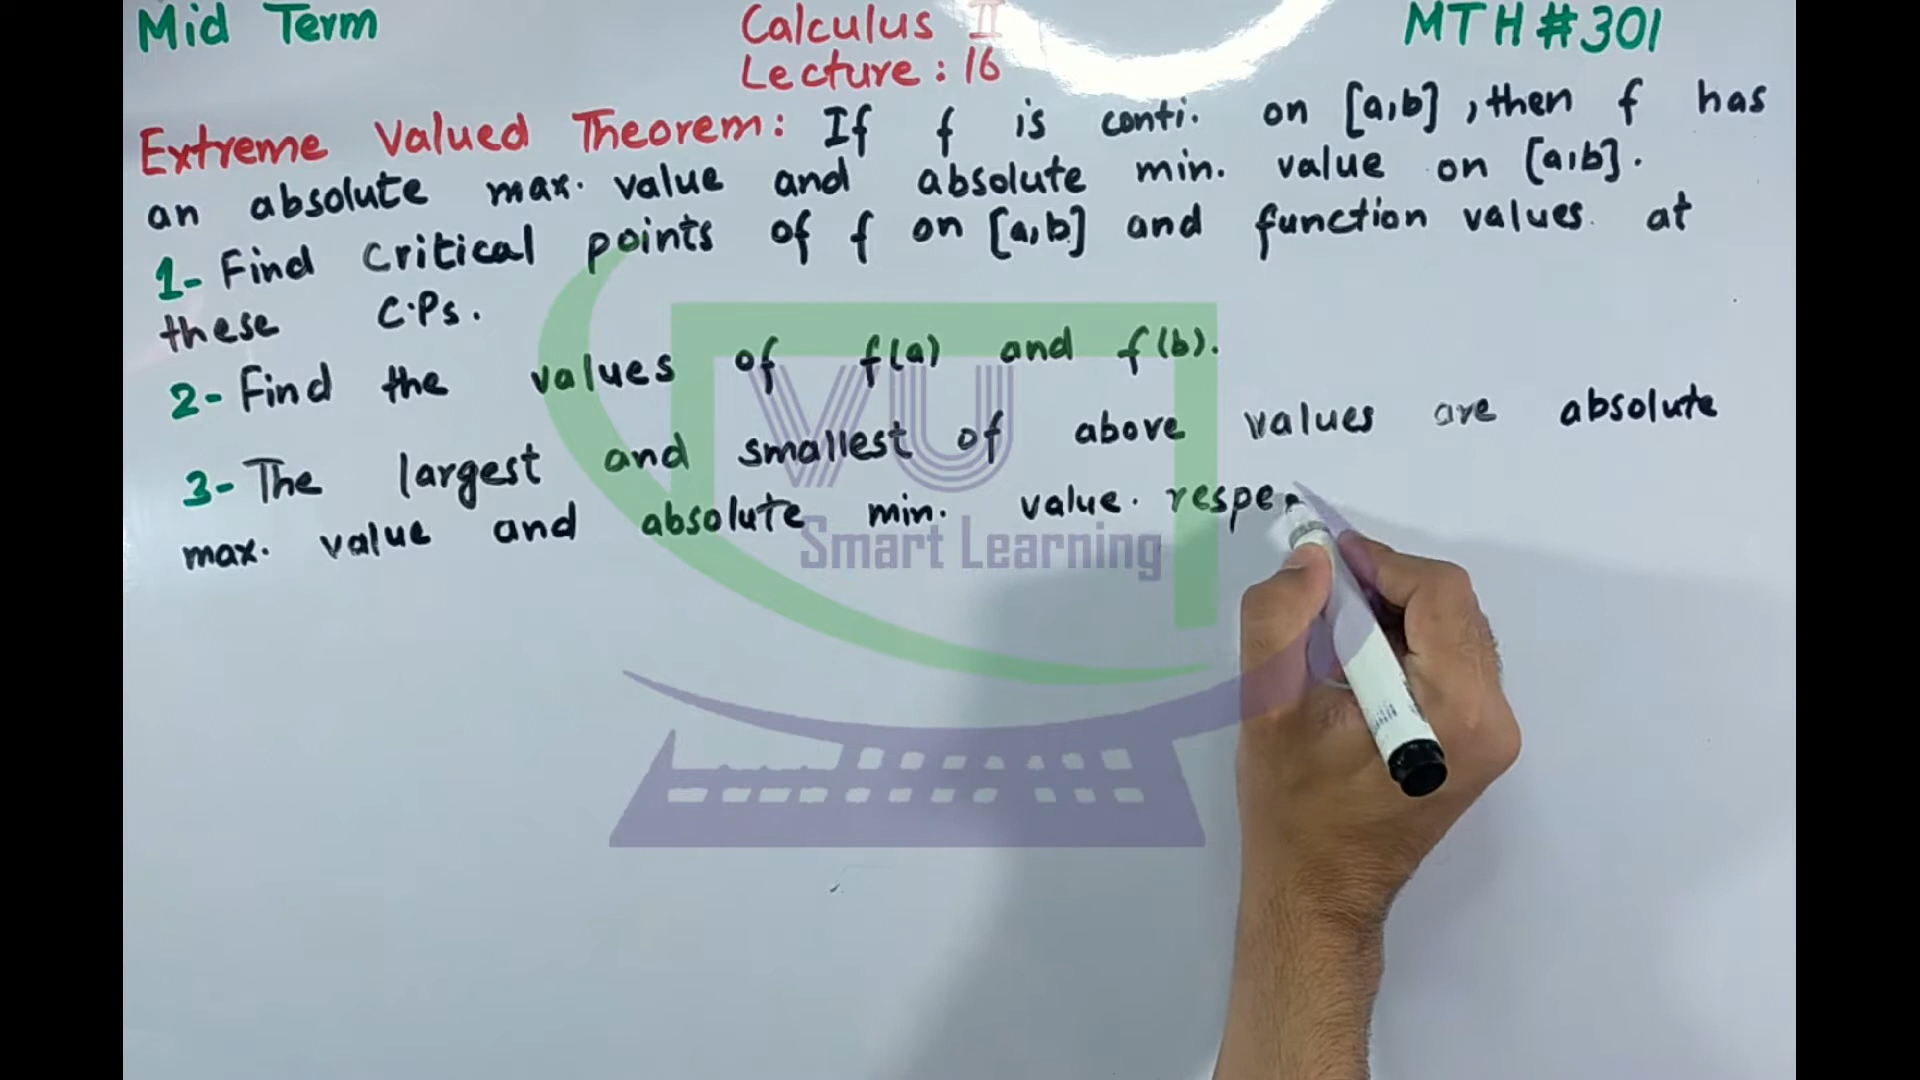 Mid Term
Calculus II
MTH#301
Lecture: 16
Extreme Valued Theorem: If f is conti. on [a,b], then f has
an absolute max. value and absolute min. value on [a,b].
1- Find critical points of f on [a,b] and function values at
these C.Ps.
2- Find the values of f(a) and f(b).
3- The largest and smallest of above values are absolute
max. value and absolute min. value. respe
VU
Smart Learning